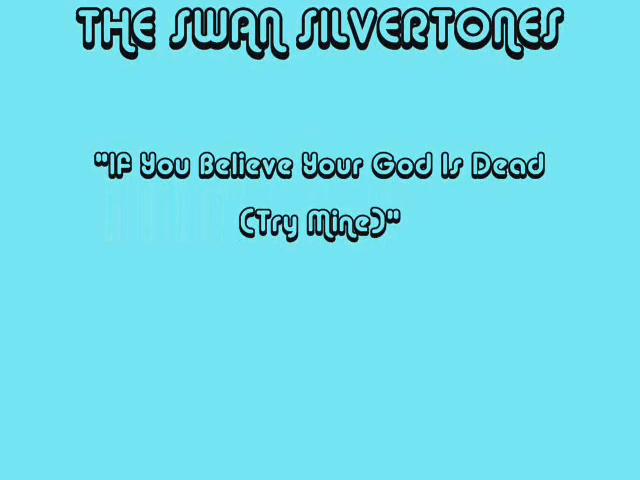 THE SWAN SILVERTONES
"If You Believe Your God Is Dead
(Try Mine)"